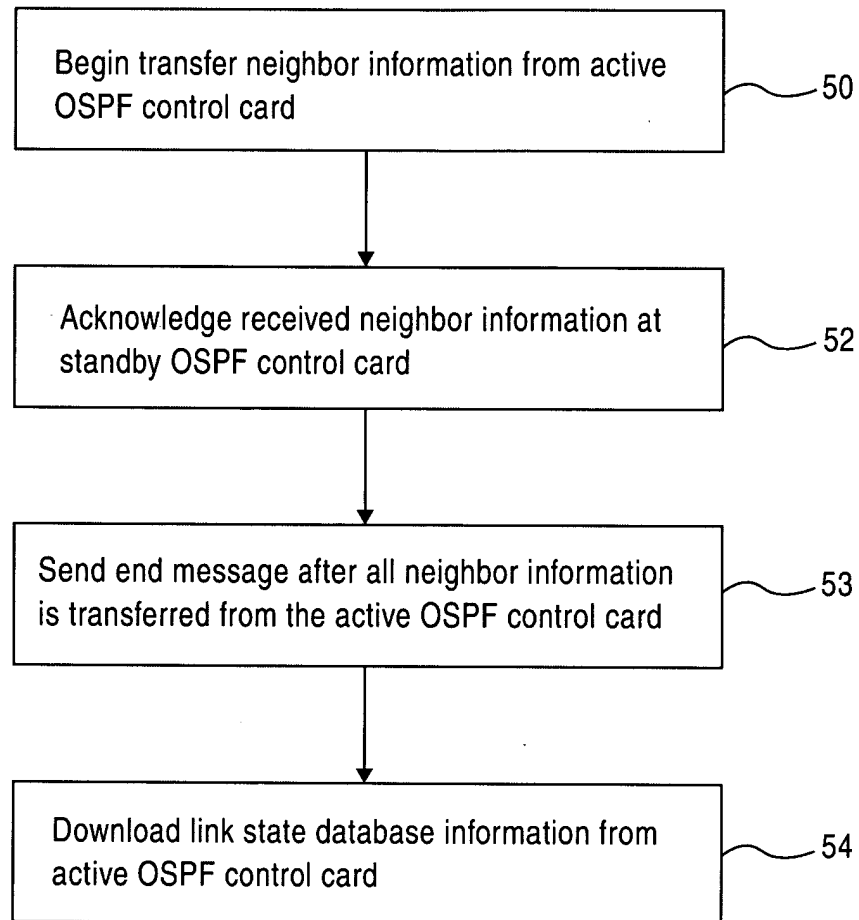 Begin transfer neighbor information from active
OSPF control card
50
Acknowledge received neighbor information at
standby OSPF control card
52
Send end message after all neighbor information
is transferred from the active OSPF control card
53
Download link state database information from
active OSPF control card
54